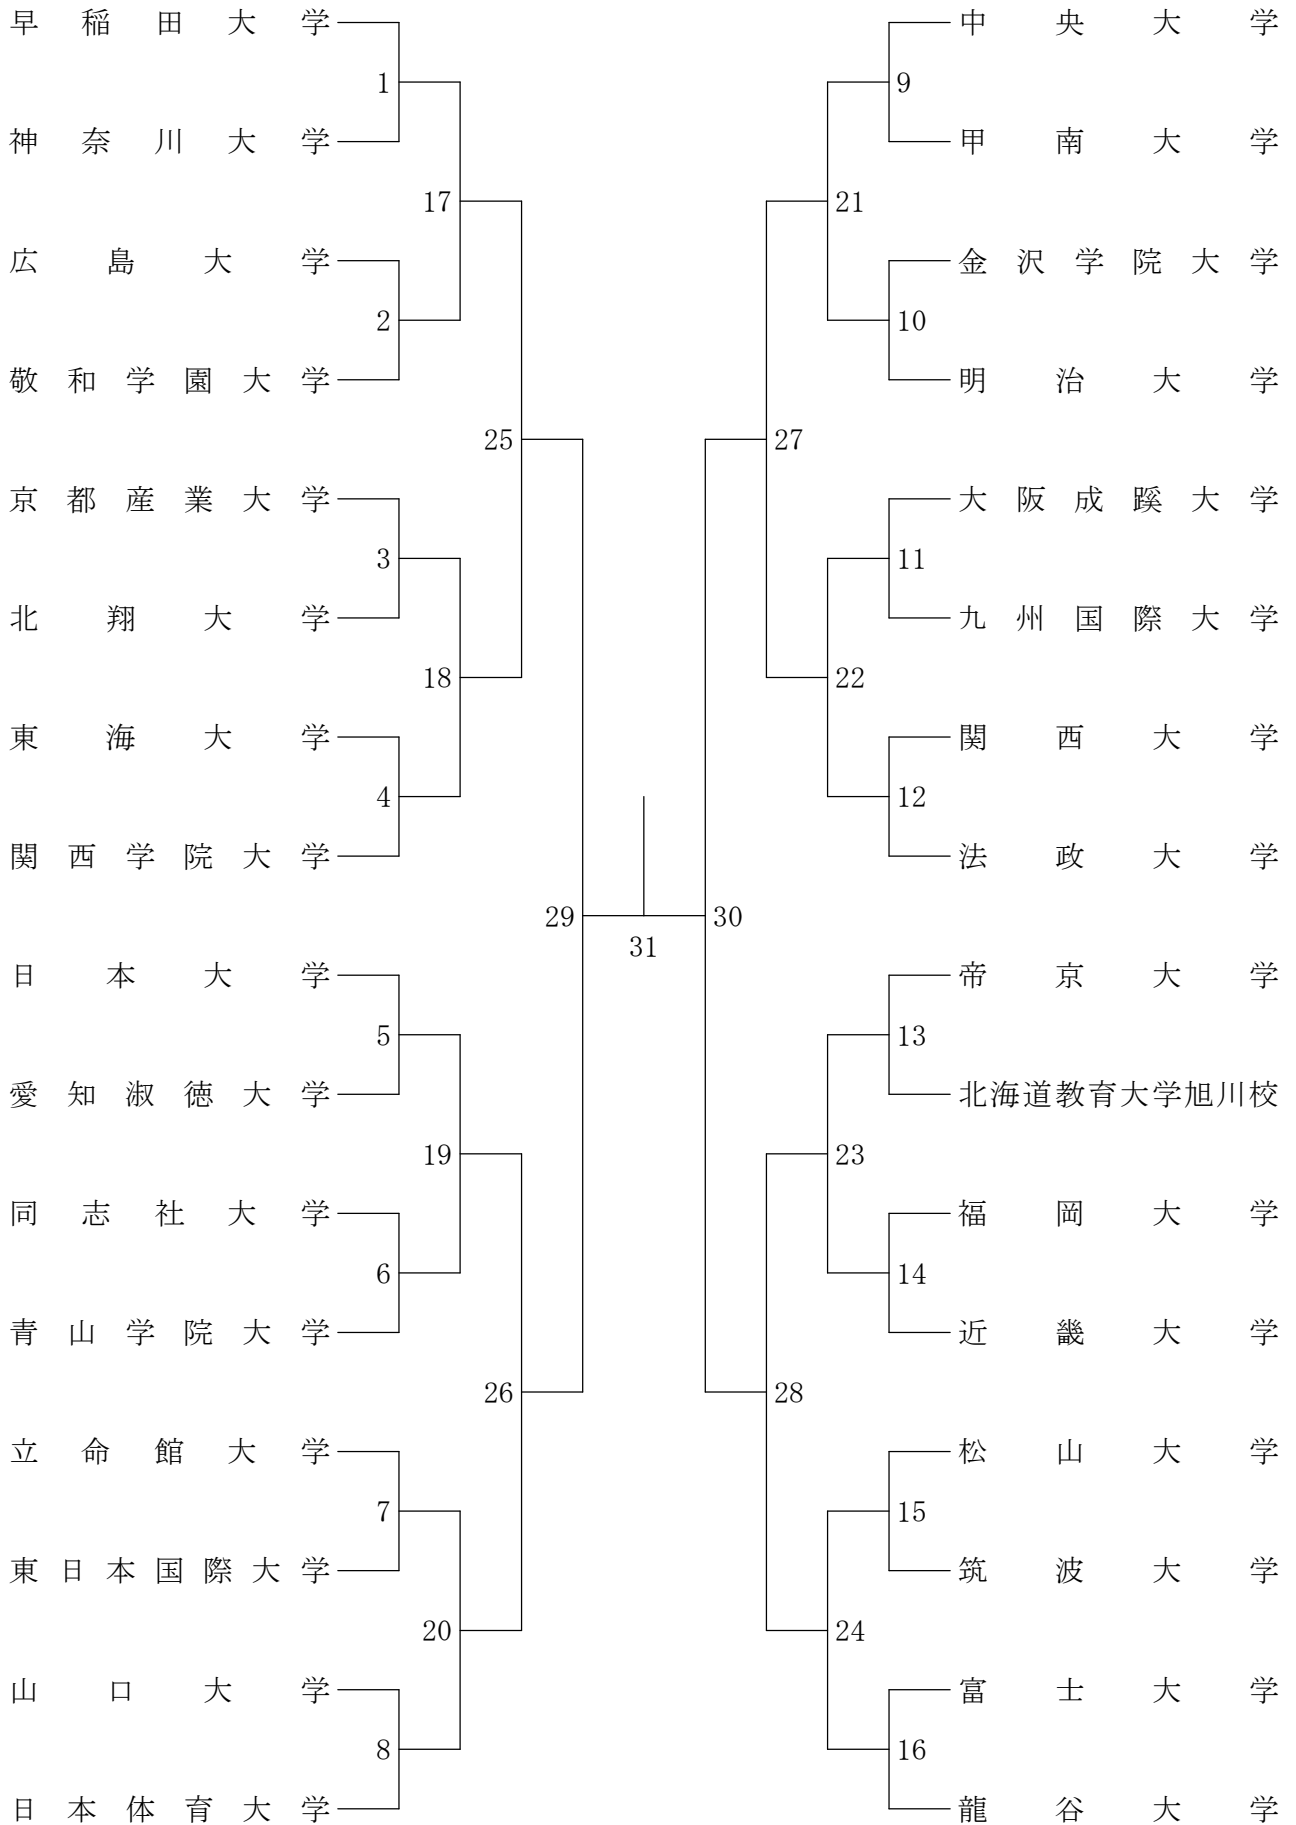 早稲田大学
1
神奈川大学
17
広島大学
2
敬和学園大学
25
京都産業大学
3
北翔大学
18
東海大学
4
関西学院大学
29
日本大学
5
愛知淑徳大学
19
同志社大学
6
青山学院大学
26
立命館大学
7
東日本国際大学
20
山口大学
8
日本体育大学
31
中央大学
9
甲南大学
21
金沢学院大学
10
明治大学
27
大阪成蹊大学
11
九州国際大学
22
関西大学
12
法政大学
30
帝京大学
13
北海道教育大学旭川校
23
福岡大学
14
近畿大学
28
松山大学
15
筑波大学
24
富士大学
16
龍谷大学